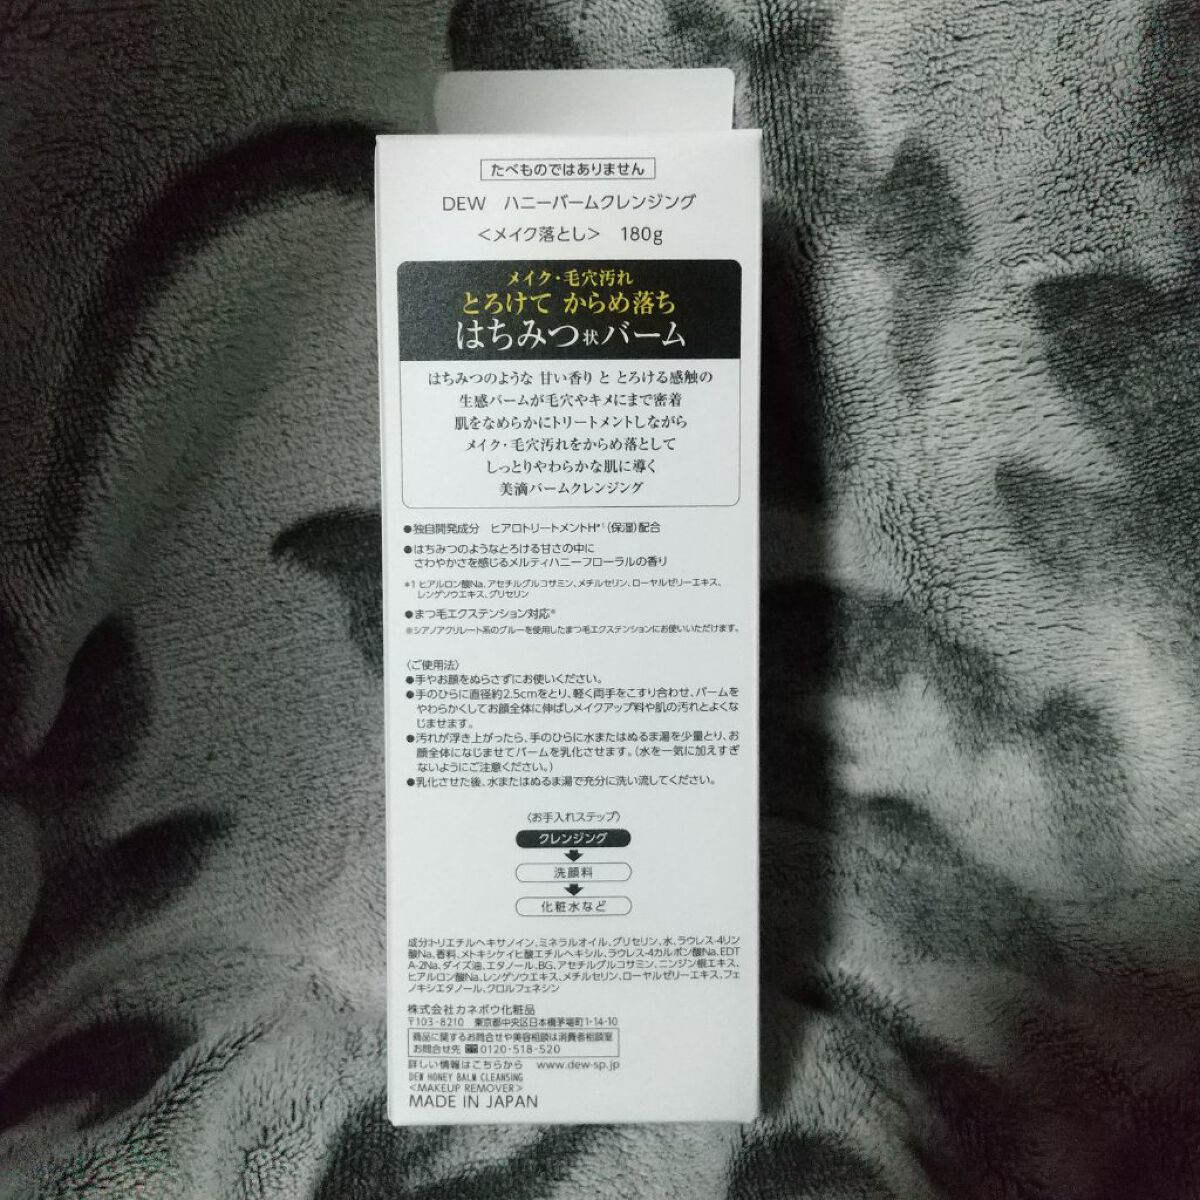 たべものではありません
DEW ハニーバームクレンジング
<メイク落とし> 180g
メイク・毛穴汚れ
とろけて からめ落ち
はちみつ状バーム
はちみつのような 甘い香り と とろける感触の
生感バームが毛穴やキメにまで密着
肌をなめらかにトリートメントしながら
メイク・毛穴汚れをからめ落として
しっとりやわらかな肌に導く
美滴バームクレンジング
●独自開発成分 ヒアロトリートメントH*¹(保湿)配合
●はちみつのようなとろける甘さの中に
さわやかさを感じるメルティハニーフローラルの香り
*1 ヒアルロン酸Na、アセチルグルコサミン、メチルセリン、ローヤルゼリーエキス、
レンゲソウエキス、グリセリン
●まつ毛エクステンション対応※
※シアノアクリレート系のグルーを使用したまつ毛エクステンションにお使いいただけます。
〈ご使用法〉
●手やお顔をぬらさずにお使いください。
●手のひらに直径約2.5cmをとり、軽く両手をこすり合わせ、バームを
やわらかくしてお顔全体に伸ばしメイクアップ料や肌の汚れとよくな
じませます。
●汚れが浮き上がったら、手のひらに水またはぬるま湯を少量とり、お
顔全体になじませてバームを乳化させます。(水を一気に加えすぎ
ないようにご注意ください。)
●乳化させた後、水またはぬるま湯で充分に洗い流してください。
〈お手入れステップ〉
クレンジング
洗顔料
化粧水など
成分:トリエチルヘキサノイン、ミネラルオイル、グリセリン、水、ラウレス-4リン
酸Na、香料、メトキシケイヒ酸エチルヘキシル、ラウレス-4カルボン酸Na、EDT
A-2Na、ダイズ油、エタノール、BG、アセチルグルコサミン、ニンジン根エキス、
ヒアルロン酸Na、レンゲソウエキス、メチルセリン、ローヤルゼリーエキス、フェ
ノキシエタノール、クロルフェネシン
株式会社カネボウ化粧品
〒103-8210 東京都中央区日本橋茅場町1-14-10
商品に関するお問合せや美容相談は消費者相談室
お問合せ先 0120-518-520
詳しい情報はこちらから www.dew-sp.jp
DEW HONEY BALM CLEANSING
<MAKEUP REMOVER>
MADE IN JAPAN